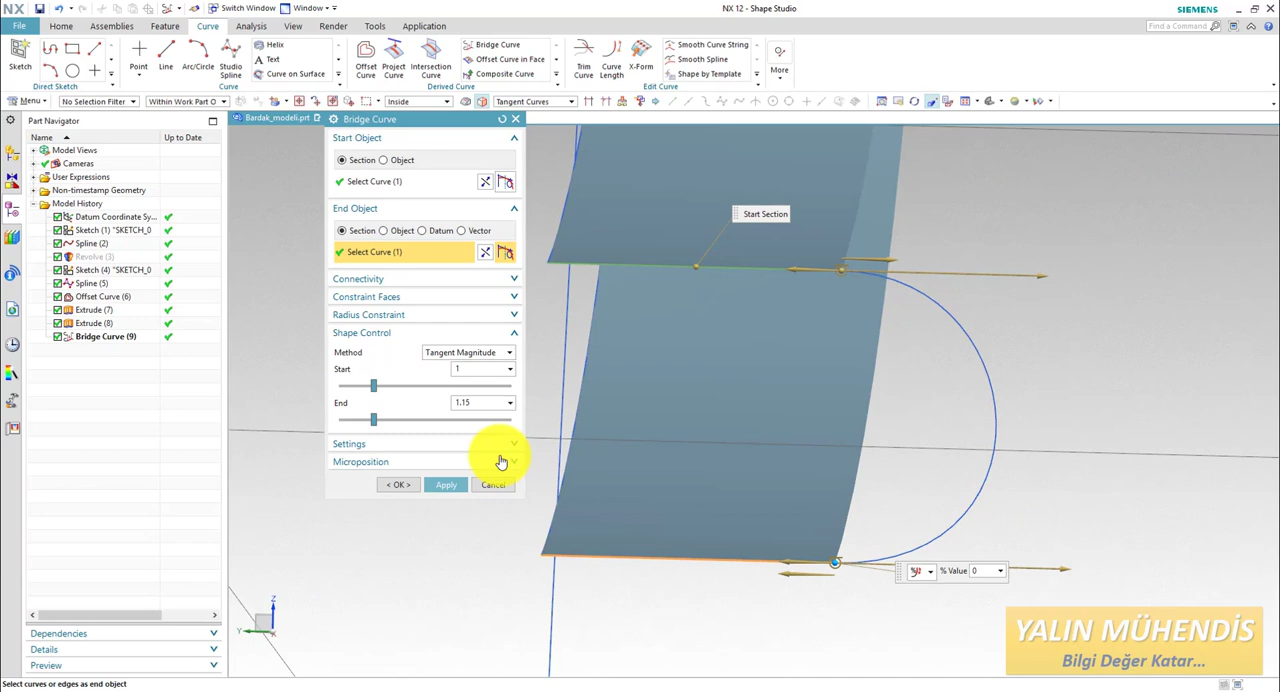 NX
Switch Window
Window
NX 12 - Shape Studio
SIEMENS
File
Home
Assemblies
Feature
Curve
Analysis
View
Render
Tools
Application
Find a Command
Sketch
Point
Line
Arc/Circle
Studio Spline
Helix
Text
Curve on Surface
Offset Curve
Project Curve
Intersection Curve
Bridge Curve
Offset Curve in Face
Composite Curve
Trim Curve
Curve Length
X-Form
Smooth Curve String
Smooth Spline
Shape by Template
More
Direct Sketch
Curve
Derived Curve
Edit Curve
Menu
No Selection Filter
Within Work Part O
Inside
Tangent Curves
Part Navigator
Name
Up to Date
Model Views
Cameras
User Expressions
Non-timestamp Geometry
Model History
Datum Coordinate Sy...
Sketch (1) "SKETCH_0
Spline (2)
Revolve (3)
Sketch (4) "SKETCH_0
Spline (5)
Offset Curve (6)
Extrude (7)
Extrude (8)
Bridge Curve (9)
Dependencies
Details
Preview
Bardak_modeli.prt
Bridge Curve
Start Object
Section
Object
Select Curve (1)
End Object
Section
Object
Datum
Vector
Select Curve (1)
Connectivity
Constraint Faces
Radius Constraint
Shape Control
Method
Tangent Magnitude
Start
1
End
1.15
Settings
Microposition
< OK >
Apply
Cancel
Start Section
% Value
0
Z
Y
X
YALIN MÜHENDİS
Bilgi Değer Katar...
Select curves or edges as end object